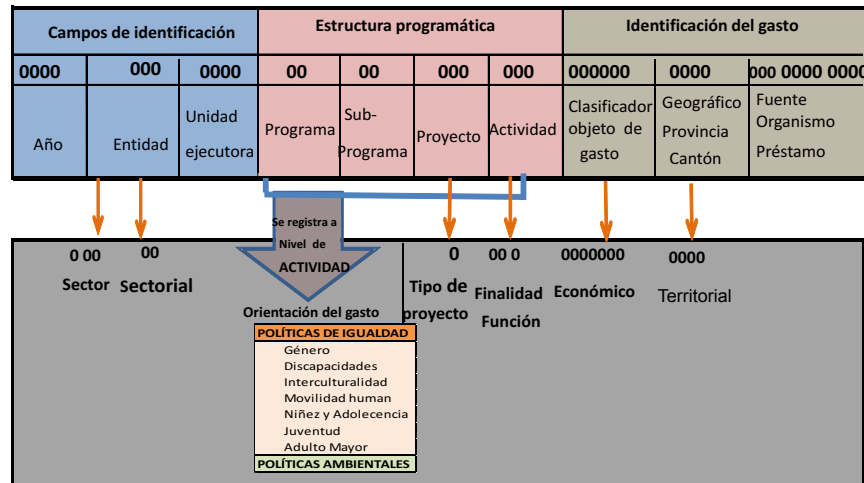 Campos de identificación
Estructura programática
Identificación del gasto
0000 000 0000 00 00 000 000 000000 0000 000 0000 0000
Año
Entidad
Unidad
ejecutora
Programa
Sub-
Programa
Proyecto
Actividad
Clasificador
objeto de
gasto
Geográfico
Provincia
Cantón
Fuente
Organismo
Préstamo
Se registra a
Nivel de
ACTIVIDAD
0 00
Sector
00
Sectorial
Orientación del gasto
POLÍTICAS DE IGUALDAD
Género
Discapacidades
Interculturalidad
Movilidad human
Niñez y Adolecencia
Juventud
Adulto Mayor
POLÍTICAS AMBIENTALES
0
Tipo de
proyecto
00 0
Finalidad
Función
0000000
Económico
0000
Territorial